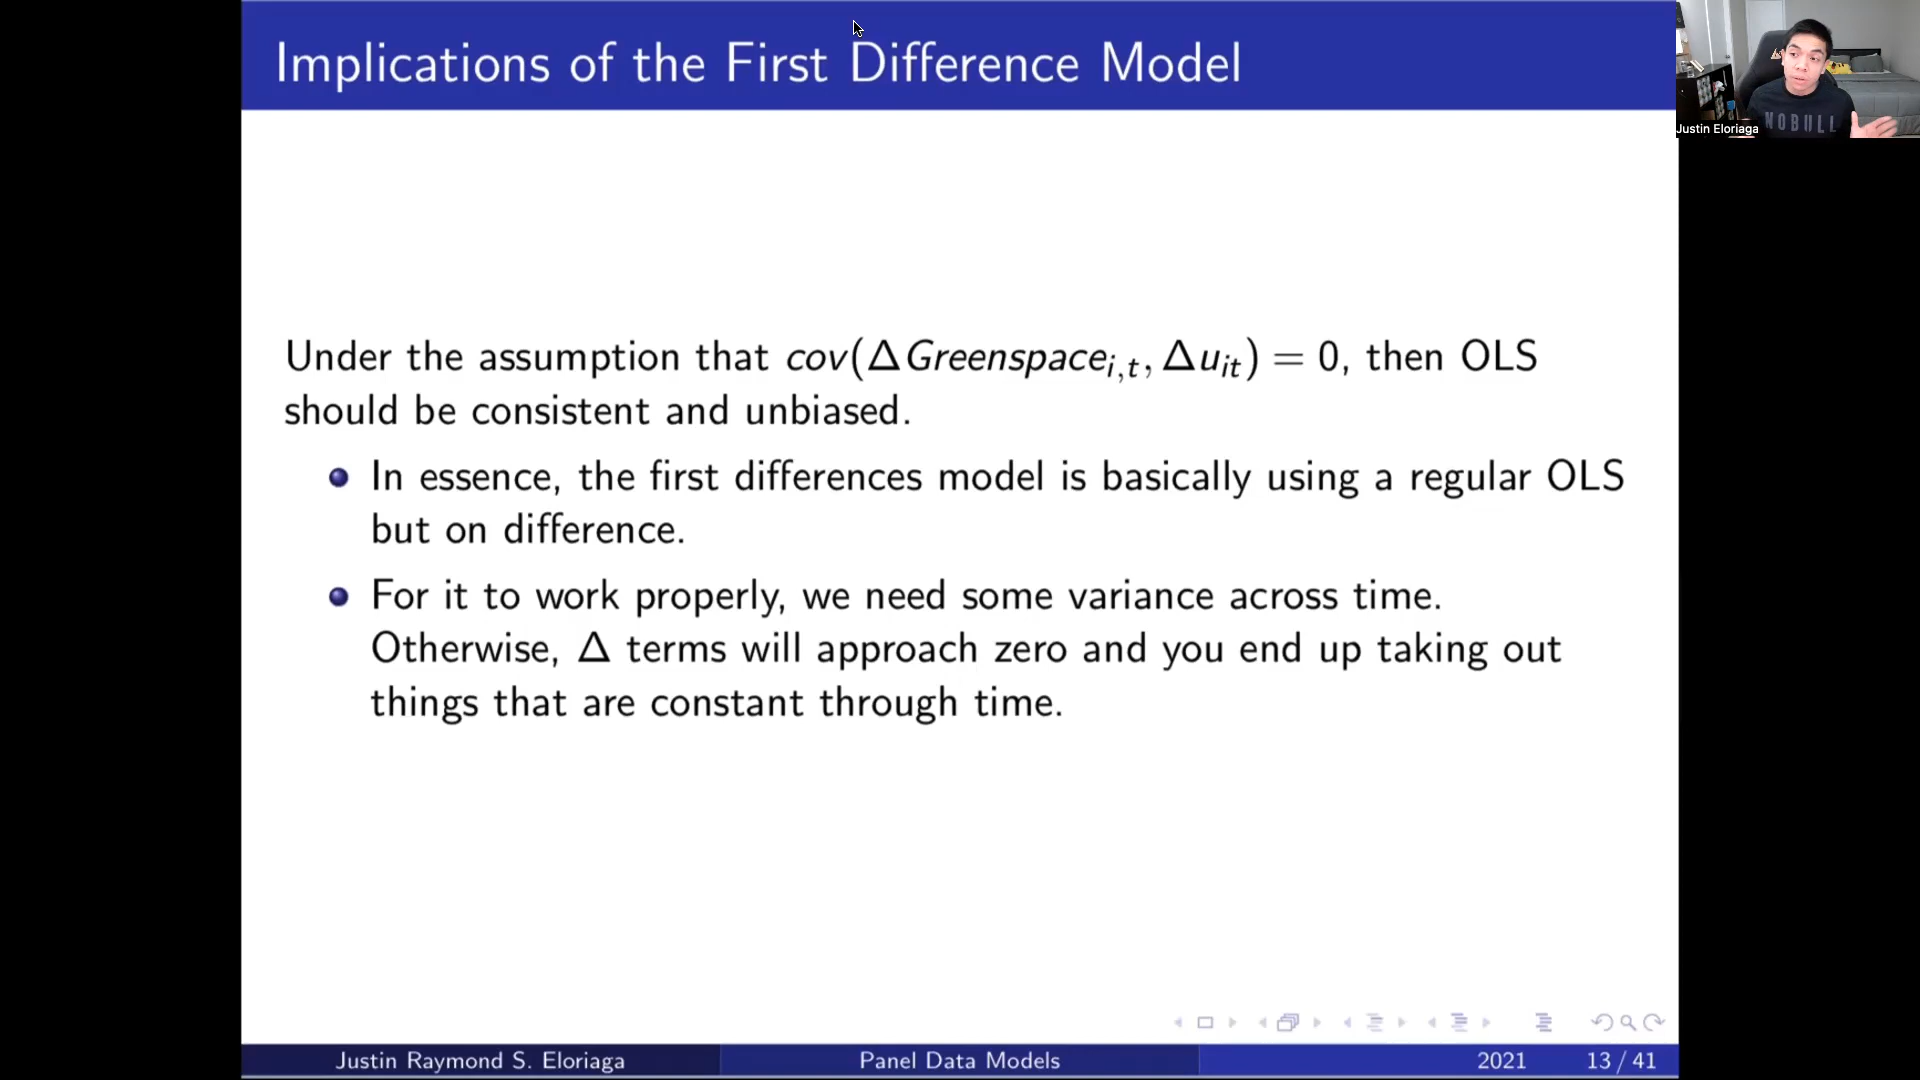 Implications of the First Difference Model
Justin Eloriaga
NOBULL
Under the assumption that cov(ΔGreenspace_{i,t}, Δu_{it}) = 0, then OLS
should be consistent and unbiased.
In essence, the first differences model is basically using a regular OLS
but on difference.
For it to work properly, we need some variance across time.
Otherwise, Δ terms will approach zero and you end up taking out
things that are constant through time.
Justin Raymond S. Eloriaga Panel Data Models 2021 13 / 41